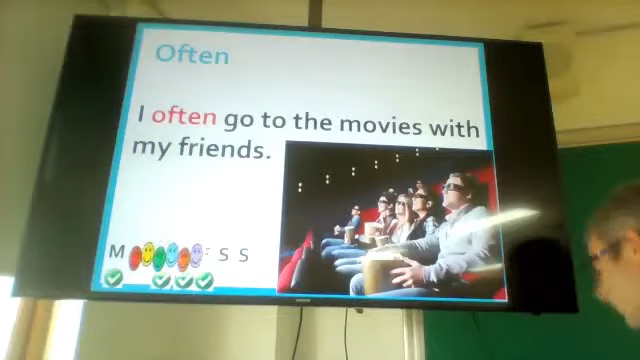 Often
I often go to the movies with
my friends.
M S S